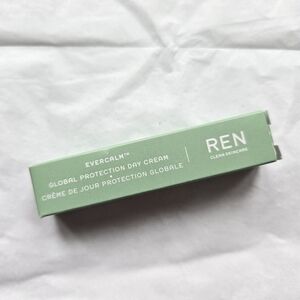 EVERCALM™
GLOBAL PROTECTION DAY CREAM
CRÈME DE JOUR PROTECTION GLOBALE
REN
CLEAN SKINCARE